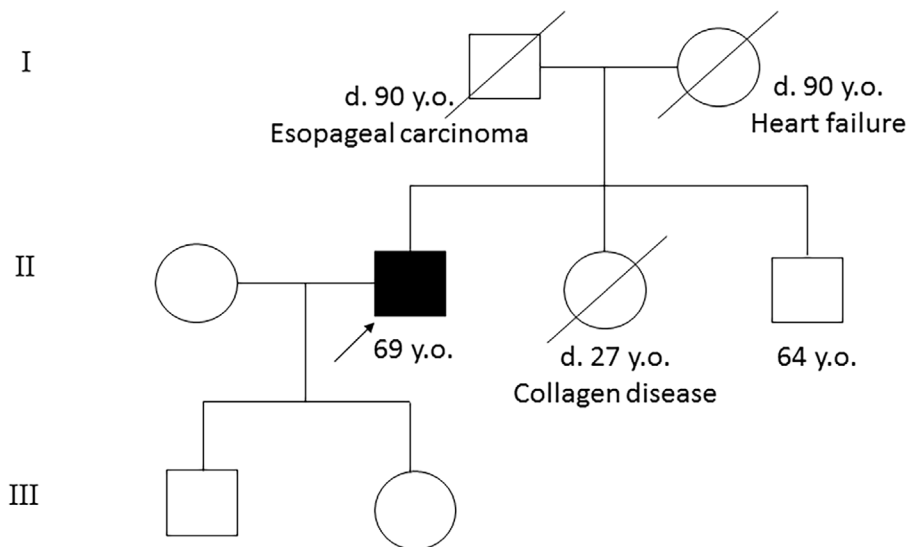 I
d. 90 y.o.
Esopageal carcinoma
d. 90 y.o.
Heart failure
II
69 y.o.
d. 27 y.o.
Collagen disease
64 y.o.
III